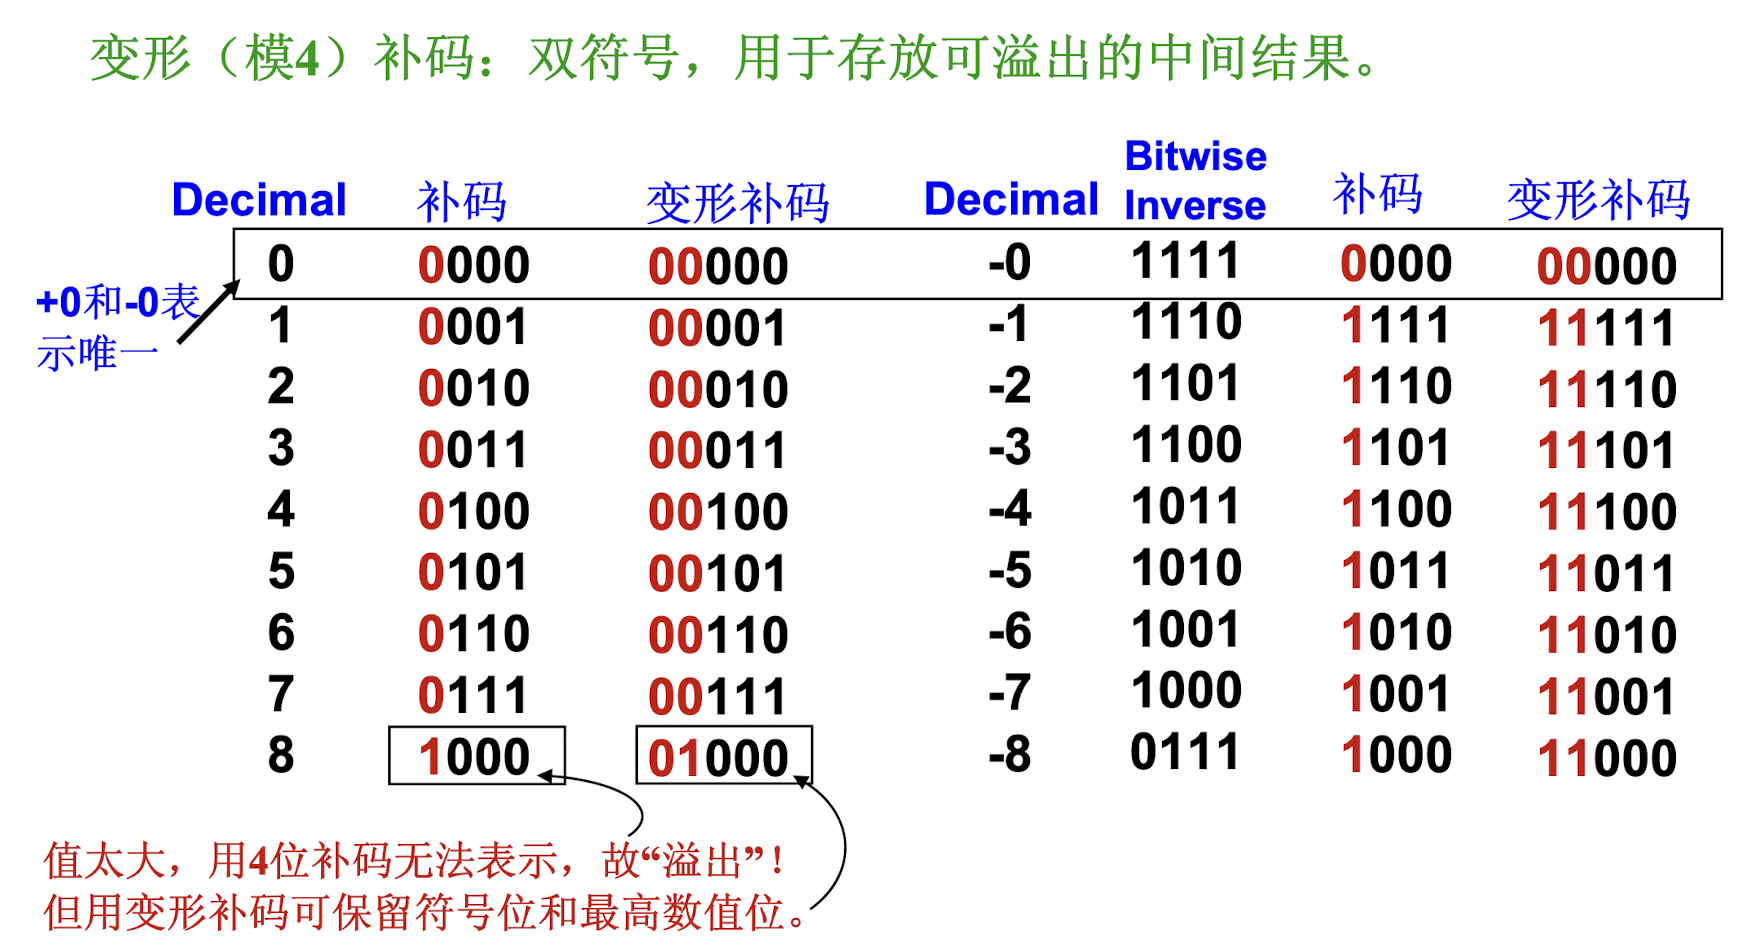 变形（模4）补码：双符号，用于存放可溢出的中间结果。
Decimal 补码 变形补码 Decimal Bitwise Inverse 补码 变形补码
0 0000 00000 -0 1111 0000 00000
+0和-0表
示唯一
1 0001 00001 -1 1110 1111 11111
2 0010 00010 -2 1101 1110 11110
3 0011 00011 -3 1100 1101 11101
4 0100 00100 -4 1011 1100 11100
5 0101 00101 -5 1010 1011 11011
6 0110 00110 -6 1001 1010 11010
7 0111 00111 -7 1000 1001 11001
8 1000 01000 -8 0111 1000 11000
值太大，用4位补码无法表示，故“溢出”！
但用变形补码可保留符号位和最高数值位。